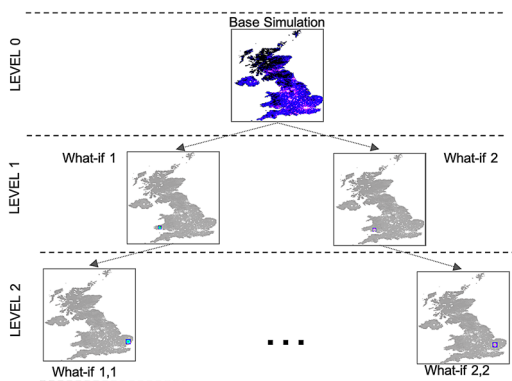 Base Simulation
LEVEL 0
What-if 1
What-if 2
LEVEL 1
LEVEL 2
...
What-if 1,1
What-if 2,2